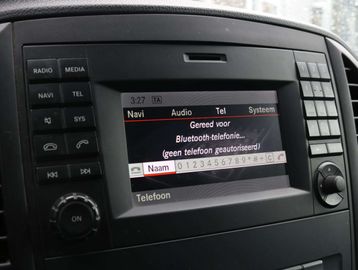 RADIO MEDIA
NAVI TEL
SYS
ON
3:27 TA
Navi Audio Tel Systeem
Gereed voor
Bluetooth-telefonie...
(geen telefoon geautoriseerd)
Naam 0 1 2 3 4 5 6 7 8 9 * + C
Telefoon